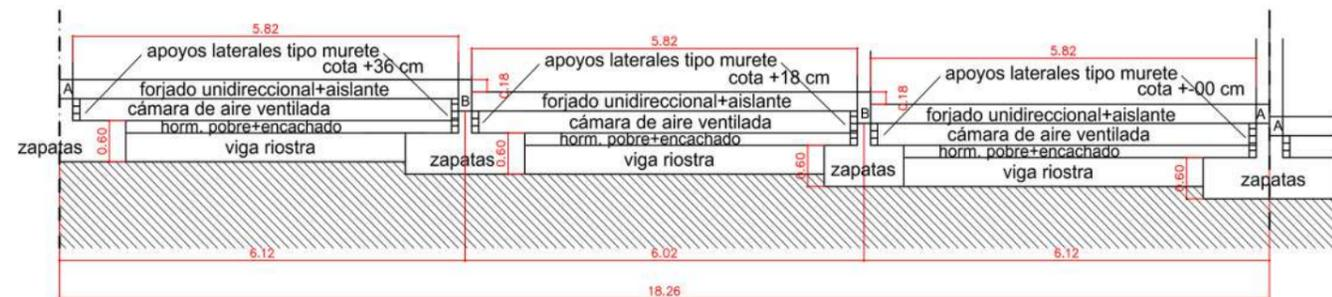 5.82
apoyos laterales tipo murete
cota +36 cm
A
forjado unidireccional+aislante
cámara de aire ventilada
horm. pobre+encachado
viga riostra
zapatas
0.60
B
0.18
5.82
apoyos laterales tipo murete
cota +18 cm
forjado unidireccional+aislante
cámara de aire ventilada
horm. pobre+encachado
viga riostra
zapatas
0.60
B
0.18
5.82
apoyos laterales tipo murete
cota +-00 cm
forjado unidireccional+aislante
cámara de aire ventilada
horm. pobre+encachado
viga riostra
zapatas
0.60
A
A
zapatas
0.60
6.12
6.02
6.12
18.26